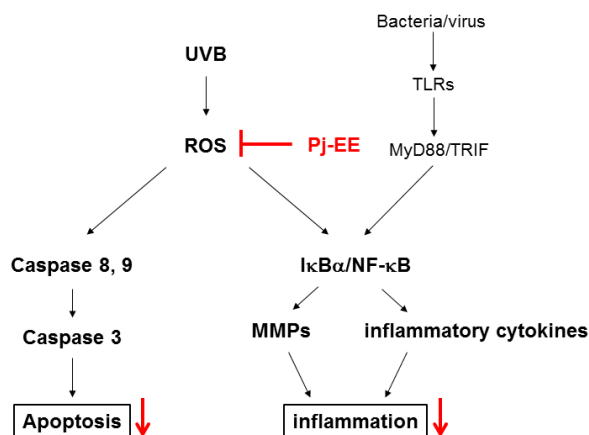 Bacteria/virus
UVB
TLRs
ROS
Pj-EE
MyD88/TRIF
Caspase 8, 9
IκBα/NF-κB
Caspase 3
MMPs
inflammatory cytokines
Apoptosis
inflammation